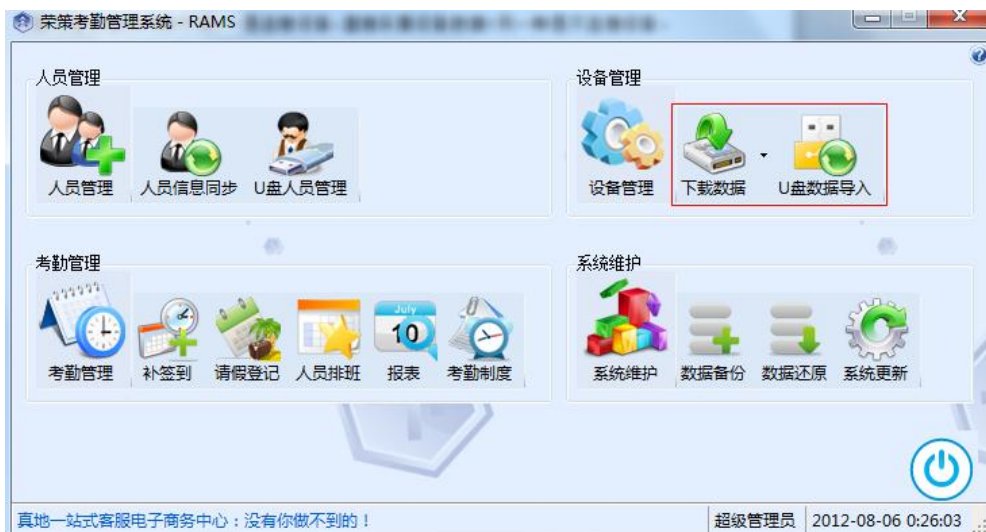 荣策考勤管理系统 - RAMS
人员管理
人员管理 人员信息同步 U盘人员管理
设备管理
设备管理 下载数据 U盘数据导入
考勤管理
July
10
考勤管理 补签到 请假登记 人员排班 报表 考勤制度
系统维护
系统维护 数据备份 数据还原 系统更新
真地一站式客服电子商务中心：没有你做不到的！ 超级管理员 2012-08-06 0:26:03